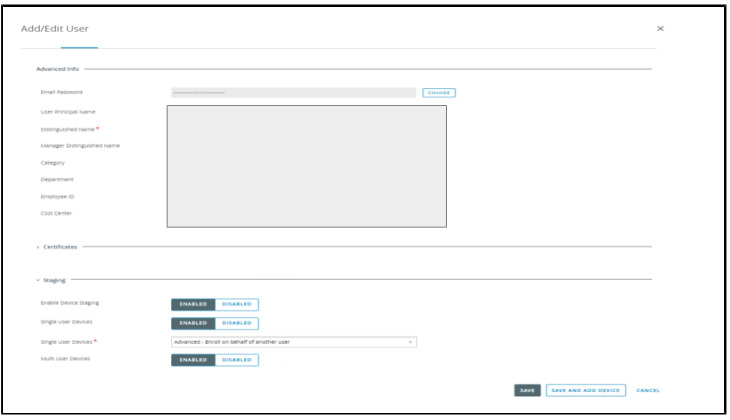 Add/Edit User ×
Advanced Info
Email Password CHANGE
User Principal Name
Distinguished Name *
Manager Distinguished Name
Category
Department
Employee ID
Cost Center
Certificates
Staging
Enable Device Staging ENABLED DISABLED
Single User Devices ENABLED DISABLED
Single User Devices * Advanced - Enroll on behalf of another user
Multi User Devices ENABLED DISABLED
SAVE SAVE AND ADD DEVICE CANCEL